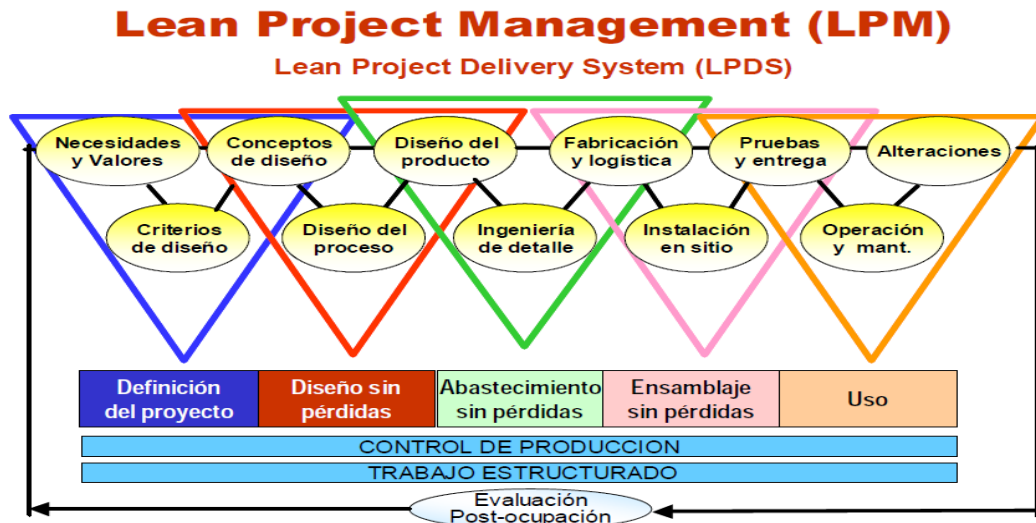 Lean Project Management (LPM)
Lean Project Delivery System (LPDS)
Necesidades
y Valores
Conceptos
de diseño
Diseño del
producto
Fabricación
y logística
Pruebas
y entrega
Alteraciones
Criterios
de diseño
Diseño del
proceso
Ingeniería
de detalle
Instalación
en sitio
Operación
y mant.
Definición
del proyecto
Diseño sin
pérdidas
Abastecimiento
sin pérdidas
Ensamblaje
sin pérdidas
Uso
CONTROL DE PRODUCCION
TRABAJO ESTRUCTURADO
Evaluación
Post-ocupación